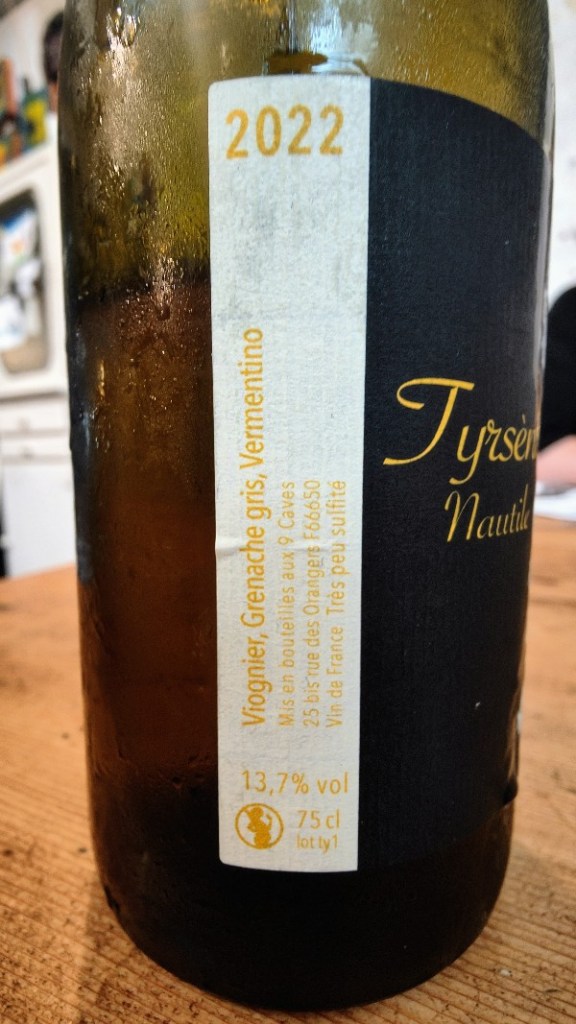 2022
Viognier, Grenache gris, Vermentino
Mis en bouteilles aux 9 Caves
25 bis rue des Orangers F66650
Vin de France Très peu sulfité
13,7% vol
75 cl
lot ty1
Nautile